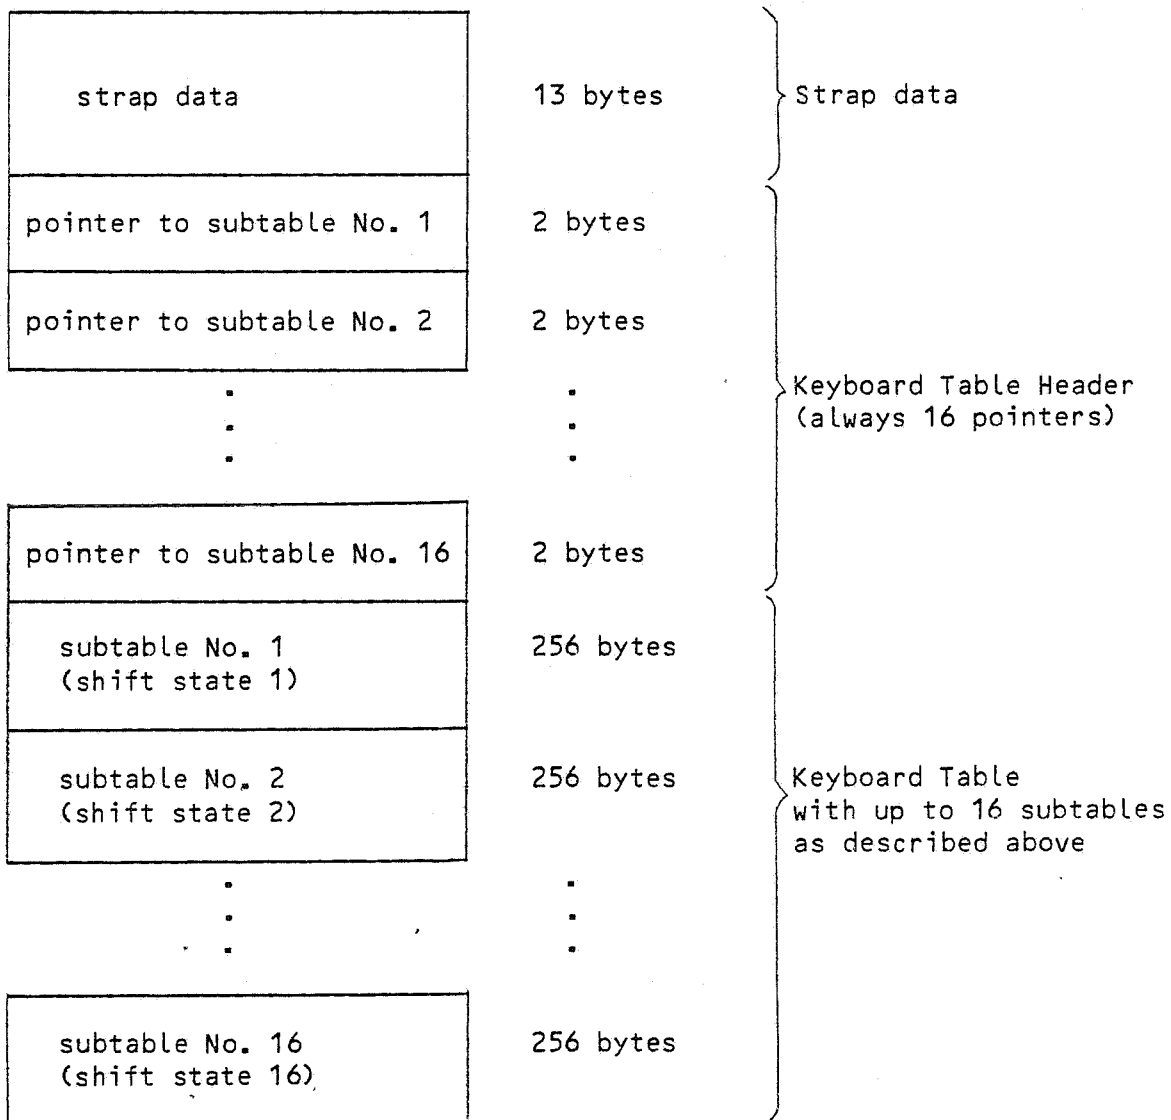 strap data 13 bytes Strap data
pointer to subtable No. 1 2 bytes
pointer to subtable No. 2 2 bytes
Keyboard Table Header
(always 16 pointers)
pointer to subtable No. 16 2 bytes
subtable No. 1 256 bytes
(shift state 1)
subtable No. 2 256 bytes Keyboard Table
(shift state 2) with up to 16 subtables
as described above
subtable No. 16 256 bytes
(shift state 16)